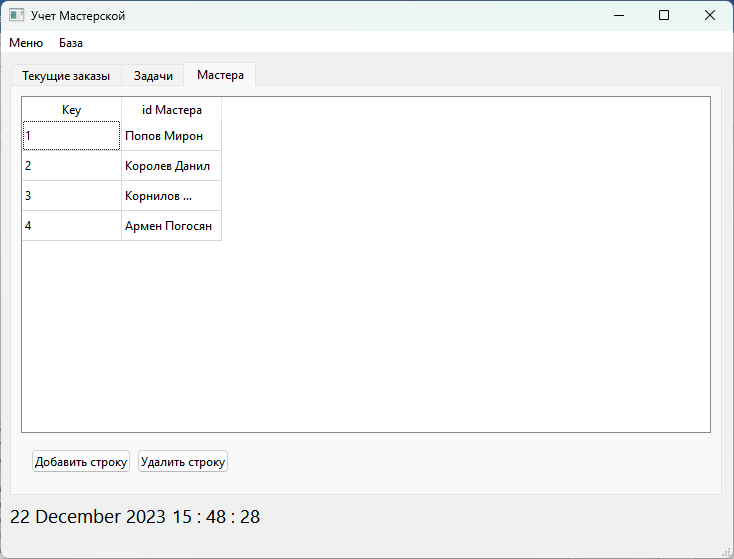 Учет Мастерской
Меню База
Текущие заказы Задачи Мастера
Key id Мастера
1 Попов Мирон
2 Королев Данил
3 Корнилов ...
4 Армен Погосян
Добавить строку Удалить строку
22 December 2023 15 : 48 : 28